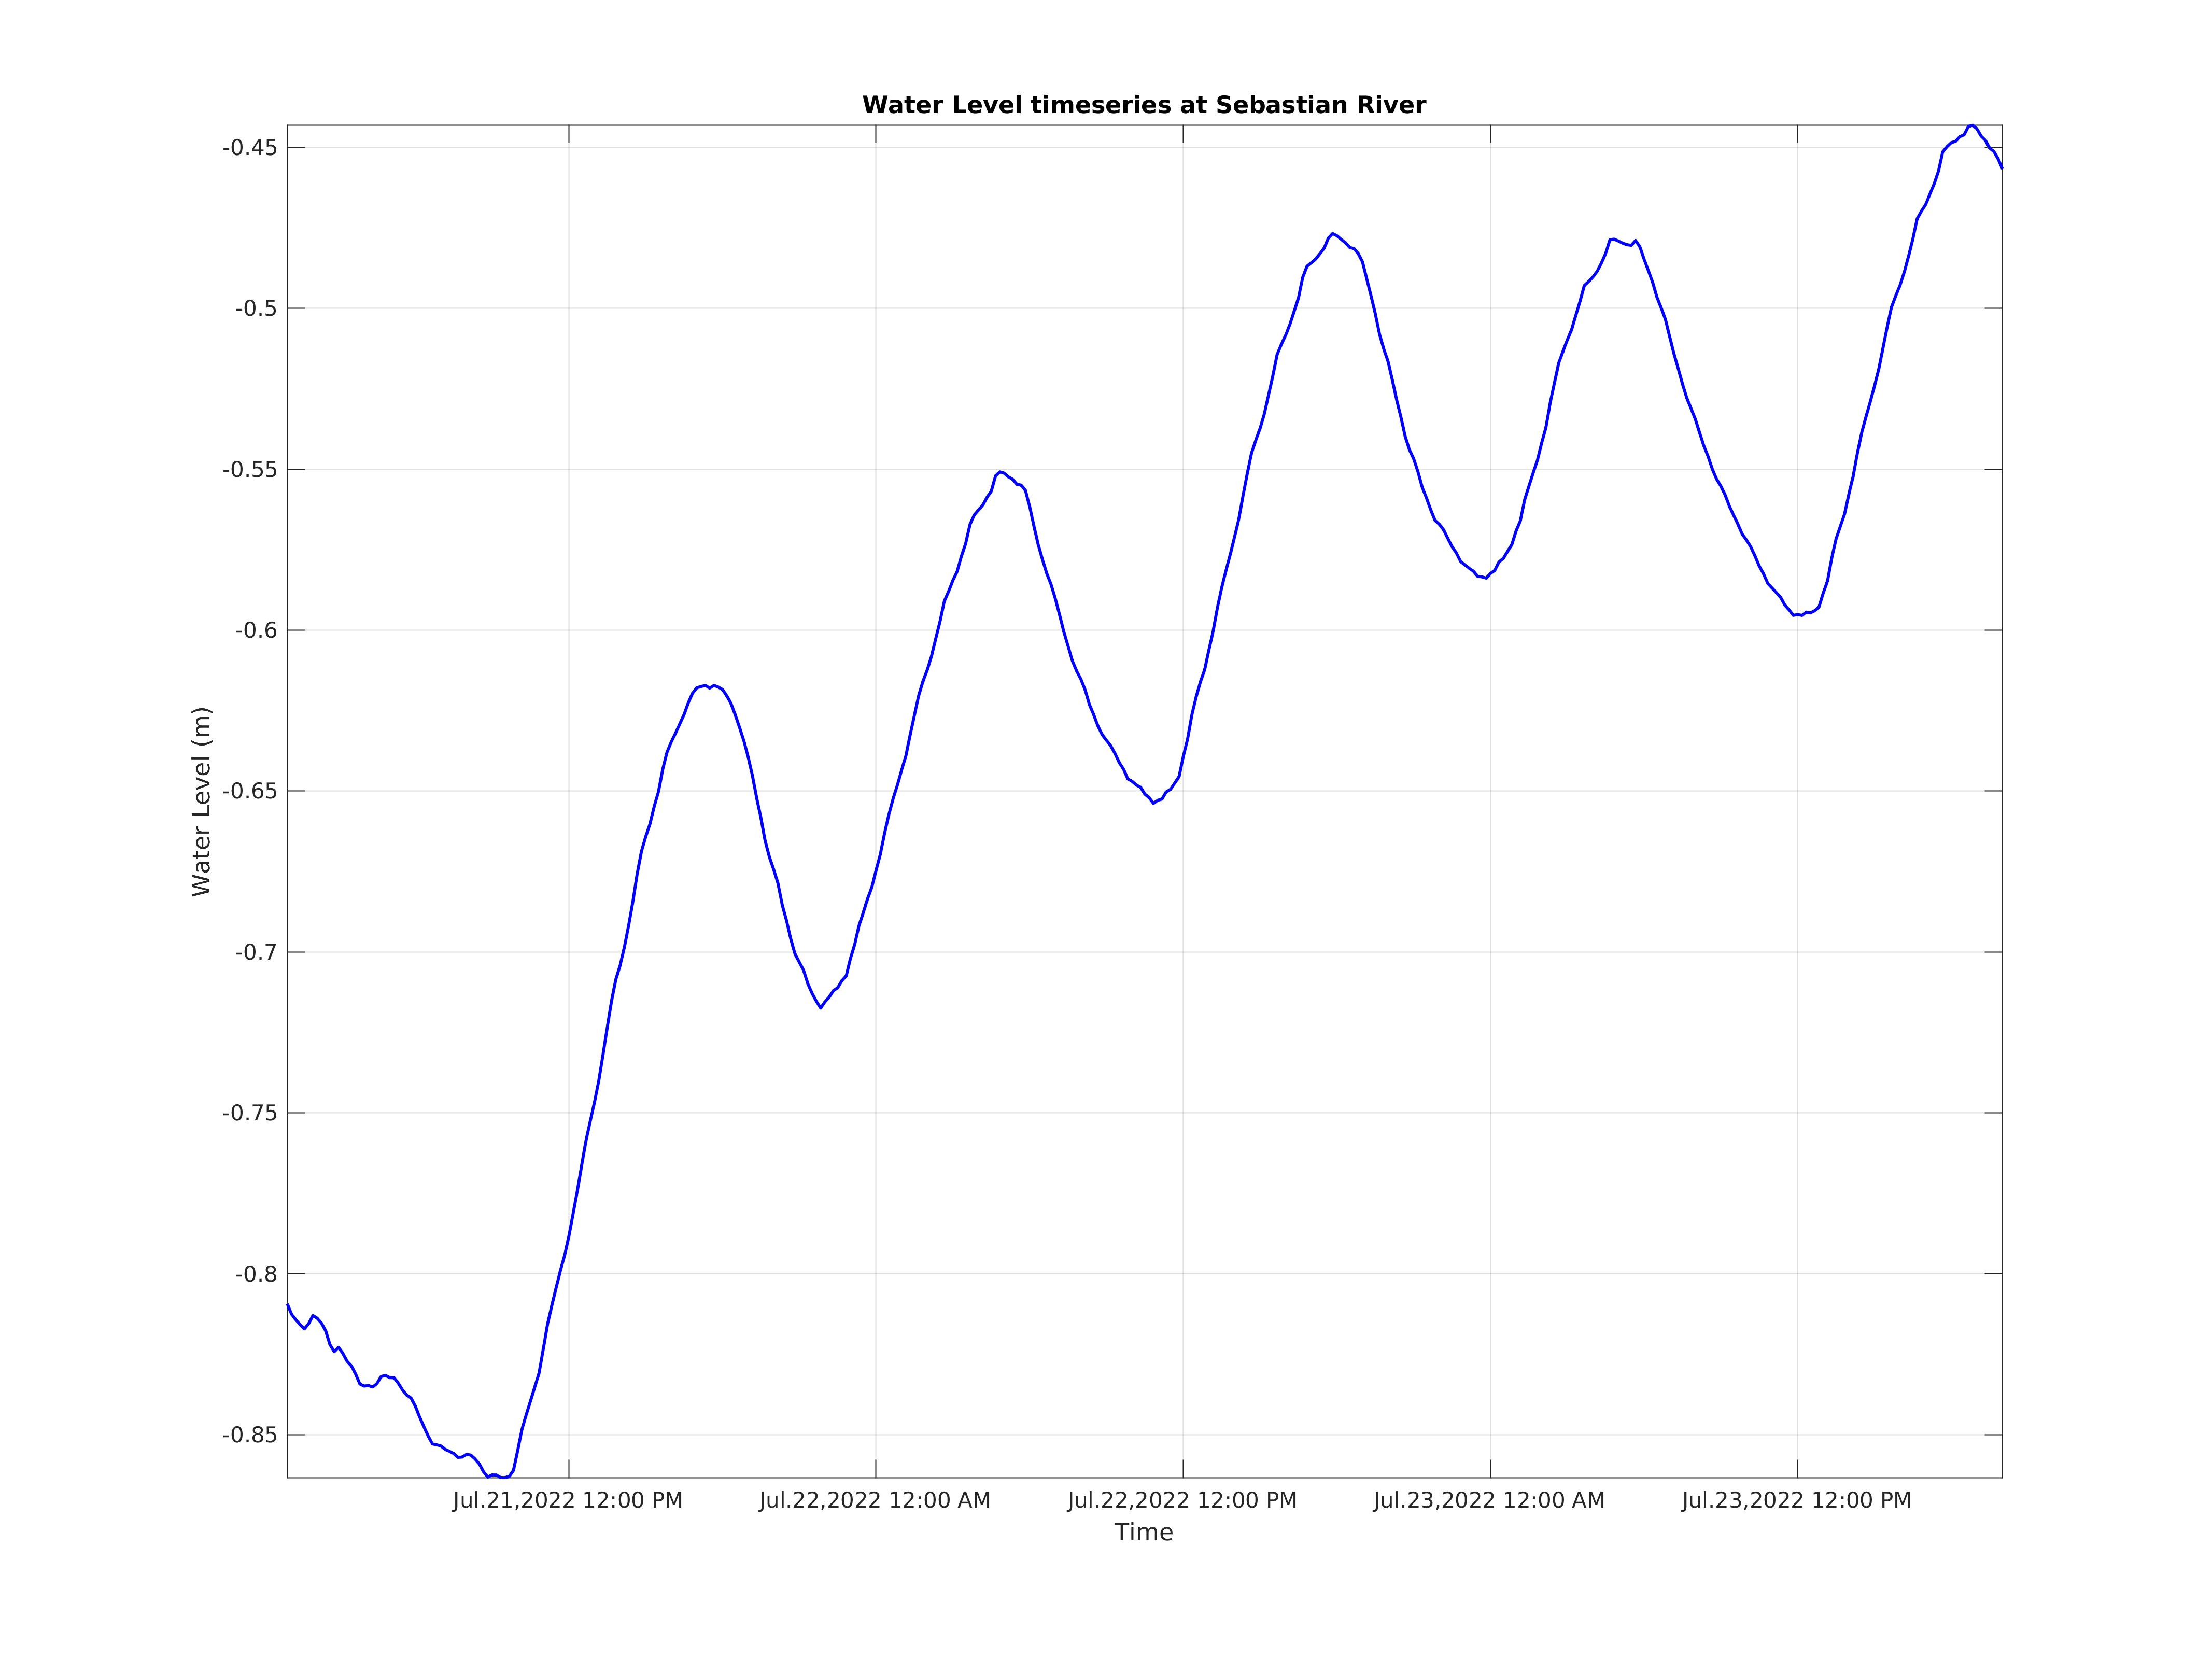 Water Level timeseries at Sebastian River
-0.45
-0.5
-0.55
-0.6
-0.65
-0.7
-0.75
-0.8
-0.85
Water Level (m)
Jul.21,2022 12:00 PM
Jul.22,2022 12:00 AM
Jul.22,2022 12:00 PM
Jul.23,2022 12:00 AM
Jul.23,2022 12:00 PM
Time